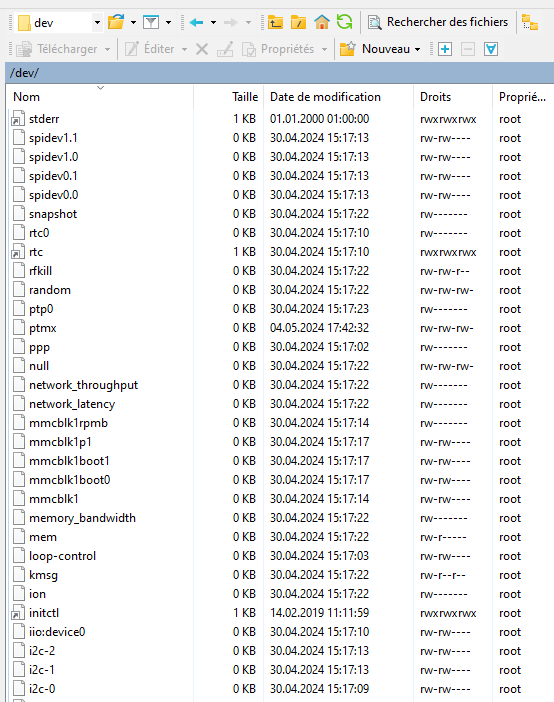 dev Rechercher des fichiers
Télécharger Éditer Propriétés Nouveau
/dev/
Nom Taille Date de modification Droits Proprié...
stderr 1 KB 01.01.2000 01:00:00 rwxrwxrwx root
spidev1.1 0 KB 30.04.2024 15:17:13 rw-rw---- root
spidev1.0 0 KB 30.04.2024 15:17:13 rw-rw---- root
spidev0.1 0 KB 30.04.2024 15:17:13 rw-rw---- root
spidev0.0 0 KB 30.04.2024 15:17:13 rw-rw---- root
snapshot 0 KB 30.04.2024 15:17:22 rw------- root
rtc0 0 KB 30.04.2024 15:17:10 rw------- root
rtc 1 KB 30.04.2024 15:17:10 rwxrwxrwx root
rfkill 0 KB 30.04.2024 15:17:22 rw-rw-r-- root
random 0 KB 30.04.2024 15:17:22 rw-rw-rw- root
ptp0 0 KB 30.04.2024 15:17:23 rw------- root
ptmx 0 KB 04.05.2024 17:42:32 rw-rw-rw- root
ppp 0 KB 30.04.2024 15:17:02 rw------- root
null 0 KB 30.04.2024 15:17:22 rw-rw-rw- root
network_throughput 0 KB 30.04.2024 15:17:22 rw------- root
network_latency 0 KB 30.04.2024 15:17:22 rw------- root
mmcblk1rpmb 0 KB 30.04.2024 15:17:14 rw------- root
mmcblk1p1 0 KB 30.04.2024 15:17:17 rw-rw---- root
mmcblk1boot1 0 KB 30.04.2024 15:17:17 rw-rw---- root
mmcblk1boot0 0 KB 30.04.2024 15:17:17 rw-rw---- root
mmcblk1 0 KB 30.04.2024 15:17:14 rw-rw---- root
memory_bandwidth 0 KB 30.04.2024 15:17:22 rw------- root
mem 0 KB 30.04.2024 15:17:22 rw-r----- root
loop-control 0 KB 30.04.2024 15:17:03 rw-rw---- root
kmsg 0 KB 30.04.2024 15:17:22 rw-r--r-- root
ion 0 KB 30.04.2024 15:17:22 rw------- root
initctl 1 KB 14.02.2019 11:11:59 rwxrwxrwx root
iio:device0 0 KB 30.04.2024 15:17:10 rw-rw---- root
i2c-2 0 KB 30.04.2024 15:17:13 rw-rw---- root
i2c-1 0 KB 30.04.2024 15:17:13 rw-rw---- root
i2c-0 0 KB 30.04.2024 15:17:09 rw-rw---- root